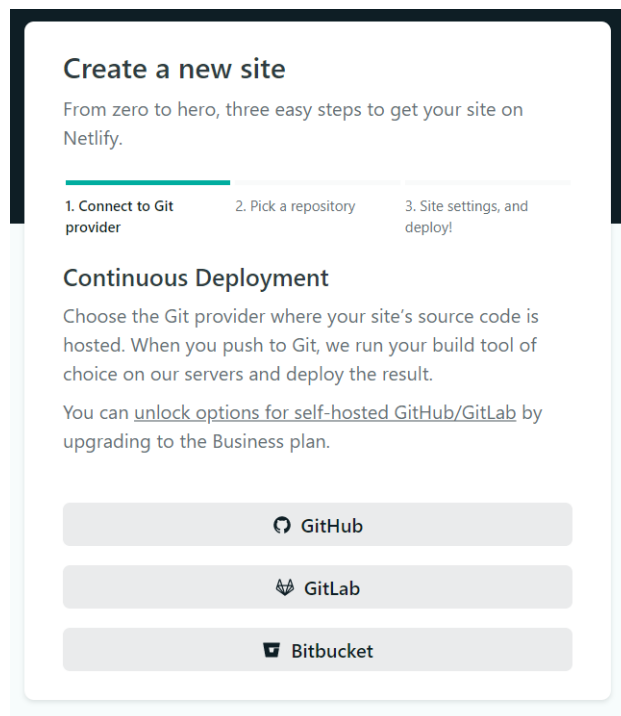 Create a new site
From zero to hero, three easy steps to get your site on
Netlify.
1. Connect to Git
provider
2. Pick a repository
3. Site settings, and
deploy!
Continuous Deployment
Choose the Git provider where your site’s source code is
hosted. When you push to Git, we run your build tool of
choice on our servers and deploy the result.
You can unlock options for self-hosted GitHub/GitLab by
upgrading to the Business plan.
GitHub
GitLab
Bitbucket